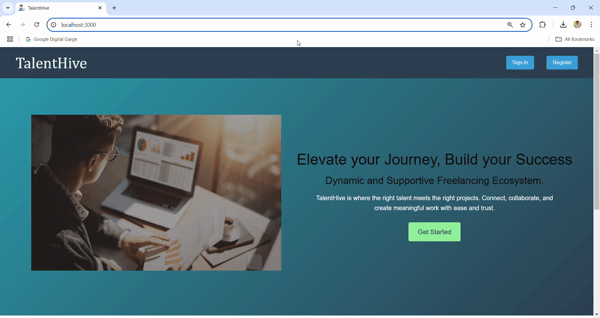 TalentHive
localhost:3000
Google Digital Garge
All Bookmarks
TalentHive
Sign In
Register
Elevate your Journey, Build your Success
Dynamic and Supportive Freelancing Ecosystem.
TalentHive is where the right talent meets the right projects. Connect, collaborate, and
create meaningful work with ease and trust.
Get Started